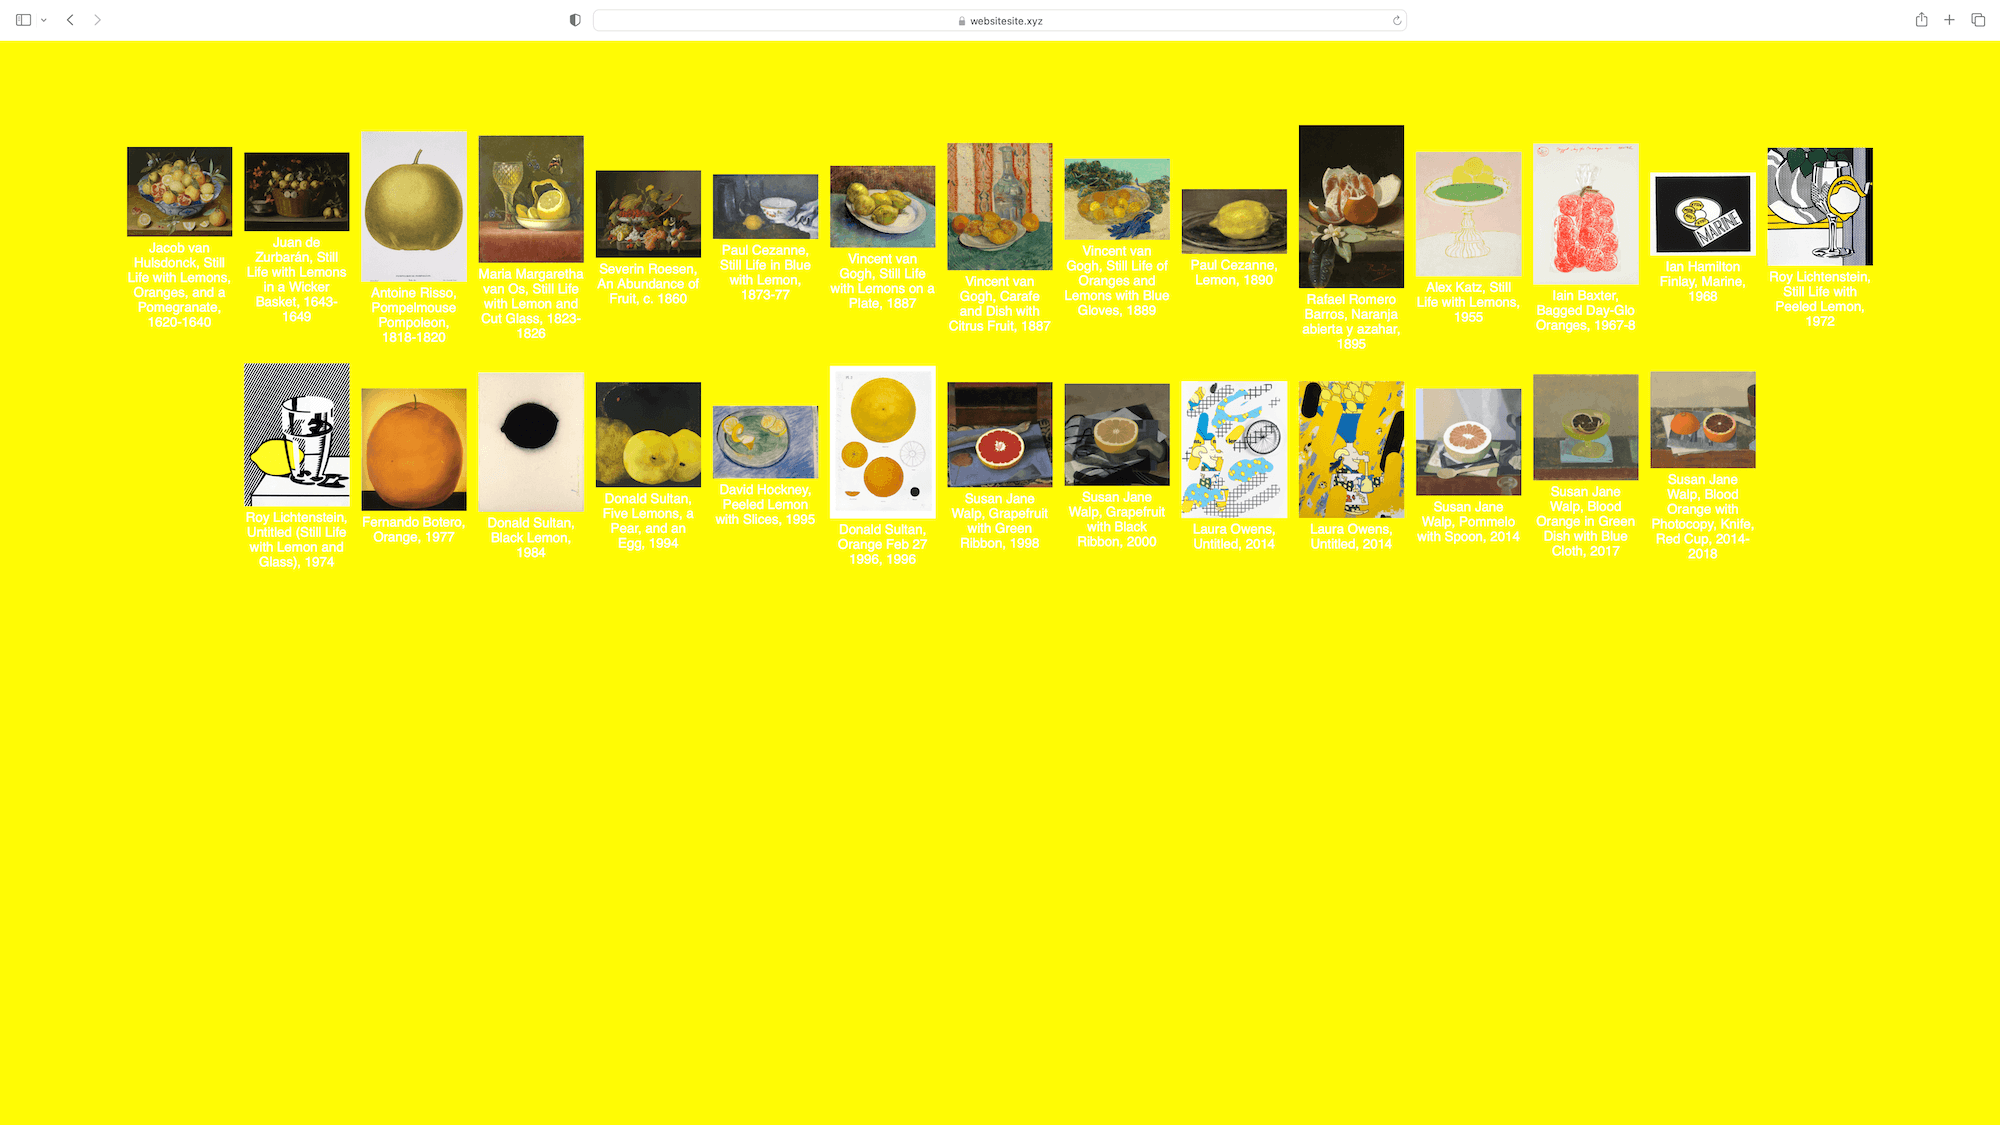 websitesite.xyz
Jacob van
Hulsdonck, Still
Life with Lemons,
Oranges, and a
Pomegranate,
1620-1640
Juan de
Zurbarán, Still
Life with Lemons
in a Wicker
Basket, 1643-
1649
Antoine Risso,
Pompelmouse
Pompoleon,
1818-1820
Maria Margaretha
van Os, Still Life
with Lemon and
Cut Glass, 1823-
1826
Severin Roesen,
An Abundance of
Fruit, c. 1860
Paul Cezanne,
Still Life in Blue
with Lemon,
1873-77
Vincent van
Gogh, Still Life
with Lemons on a
Plate, 1887
Vincent van
Gogh, Carafe
and Dish with
Citrus Fruit, 1887
Vincent van
Gogh, Still Life of
Oranges and
Lemons with Blue
Gloves, 1889
Paul Cezanne,
Lemon, 1890
Rafael Romero
Barros, Naranja
abierta y azahar,
1895
Alex Katz, Still
Life with Lemons,
1955
Iain Baxter,
Bagged Day-Glo
Oranges, 1967-8
MARINE
Ian Hamilton
Finlay, Marine,
1968
Roy Lichtenstein,
Still Life with
Peeled Lemon,
1972
Roy Lichtenstein,
Untitled (Still Life
with Lemon and
Glass), 1974
Fernando Botero,
Orange, 1977
Donald Sultan,
Black Lemon,
1984
Donald Sultan,
Five Lemons, a
Pear, and an
Egg, 1994
David Hockney,
Peeled Lemon
with Slices, 1995
Donald Sultan,
Orange Feb 27
1996, 1996
Susan Jane
Walp, Grapefruit
with Green
Ribbon, 1998
Susan Jane
Walp, Grapefruit
with Black
Ribbon, 2000
Laura Owens,
Untitled, 2014
Laura Owens,
Untitled, 2014
Susan Jane
Walp, Pommelo
with Spoon, 2014
Susan Jane
Walp, Blood
Orange in Green
Dish with Blue
Cloth, 2017
Susan Jane
Walp, Blood
Orange with
Photocopy, Knife,
Red Cup, 2014-
2018